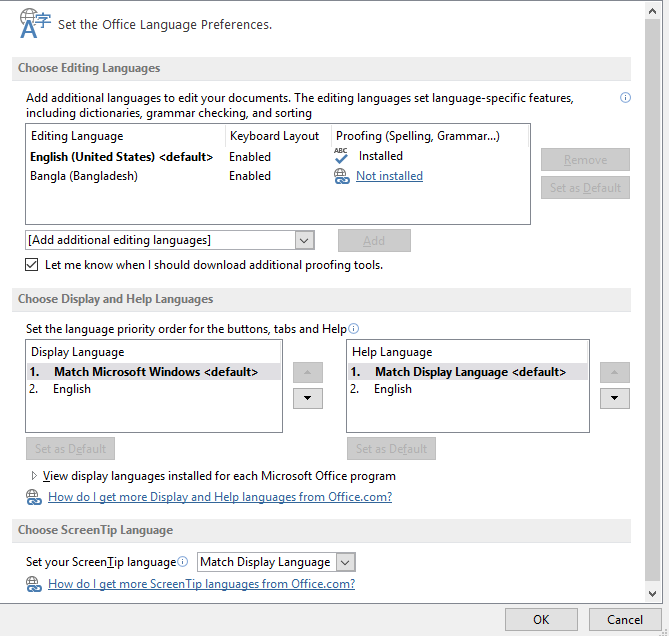 Set the Office Language Preferences.
Choose Editing Languages
Add additional languages to edit your documents. The editing languages set language-specific features,
including dictionaries, grammar checking, and sorting
Editing Language Keyboard Layout Proofing (Spelling, Grammar...)
English (United States) <default> Enabled ABC Installed
Bangla (Bangladesh) Enabled Not installed
Remove
Set as Default
[Add additional editing languages] Add
Let me know when I should download additional proofing tools.
Choose Display and Help Languages
Set the language priority order for the buttons, tabs and Help
Display Language Help Language
1. Match Microsoft Windows <default> 1. Match Display Language <default>
2. English 2. English
Set as Default Set as Default
View display languages installed for each Microsoft Office program
How do I get more Display and Help languages from Office.com?
Choose ScreenTip Language
Set your ScreenTip language Match Display Language
How do I get more ScreenTip languages from Office.com?
OK Cancel